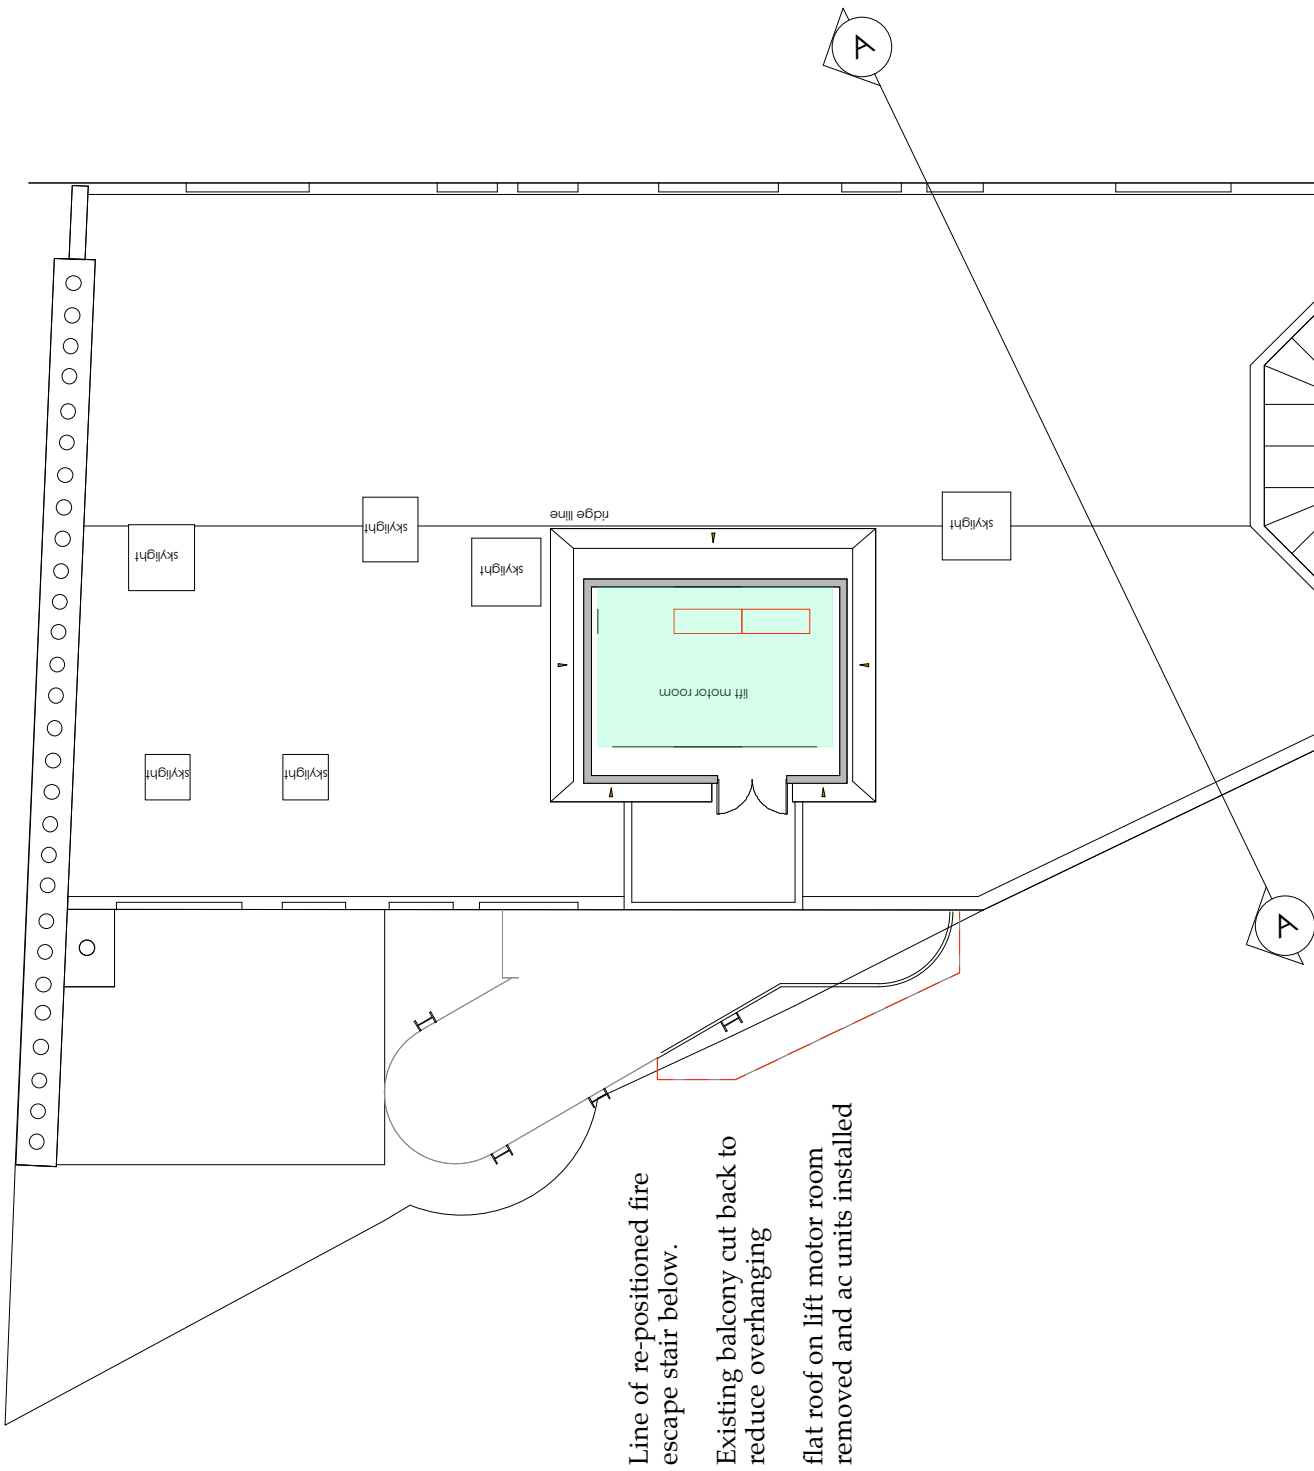 A
ridge lline
skylight
skylight
skylight
skylight
lift motor room
skylight
skylight
A
Line of re-positioned fire
escape stair below.
Existing balcony cut back to
reduce overhanging
flat roof on lift motor room
removed and ac units installed